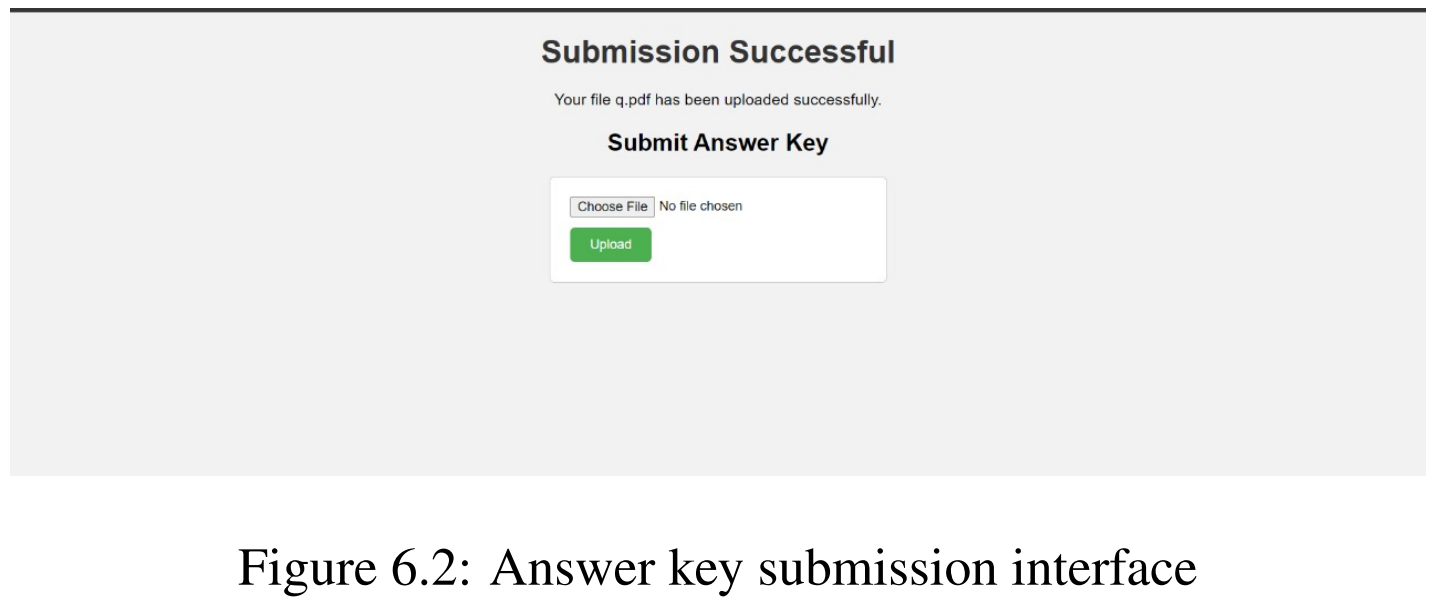 Submission Successful
Your file q.pdf has been uploaded successfully.
Submit Answer Key
Choose File No file chosen
Upload
Figure 6.2: Answer key submission interface